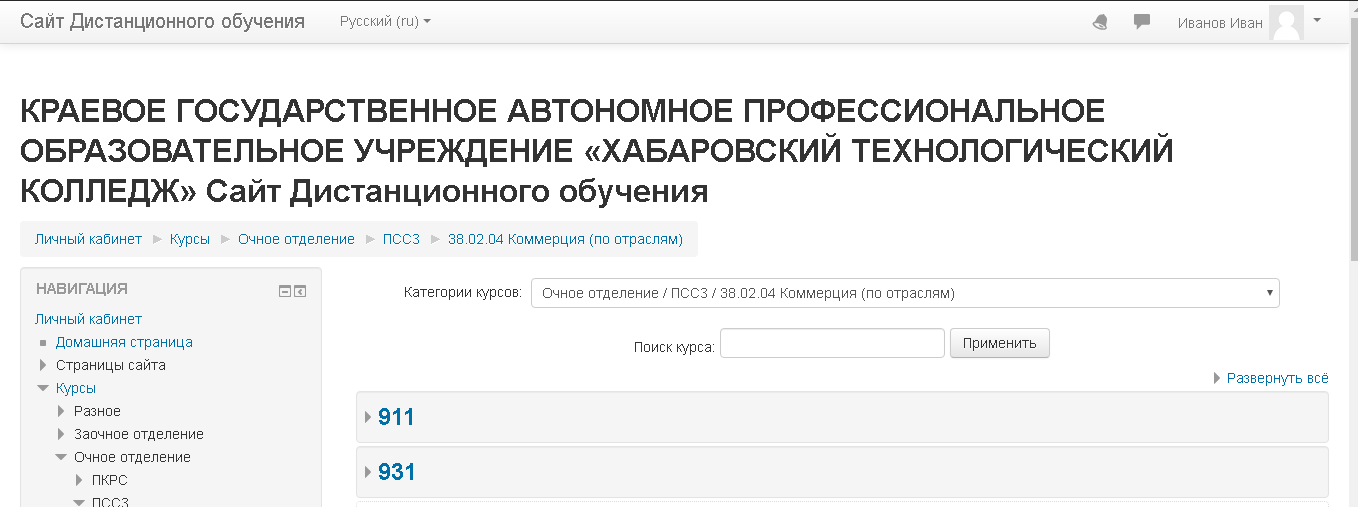 Сайт Дистанционного обучения Русский (ru) Иванов Иван
КРАЕВОЕ ГОСУДАРСТВЕННОЕ АВТОНОМНОЕ ПРОФЕССИОНАЛЬНОЕ
ОБРАЗОВАТЕЛЬНОЕ УЧРЕЖДЕНИЕ «ХАБАРОВСКИЙ ТЕХНОЛОГИЧЕСКИЙ
КОЛЛЕДЖ» Сайт Дистанционного обучения
Личный кабинет Курсы Очное отделение ПССЗ 38.02.04 Коммерция (по отраслям)
НАВИГАЦИЯ
Личный кабинет
Домашняя страница
Страницы сайта
Курсы
Разное
Заочное отделение
Очное отделение
ПКРС
ПССЗ
Категории курсов: Очное отделение / ПССЗ / 38.02.04 Коммерция (по отраслям)
Поиск курса: Применить
Развернуть всё
911
931